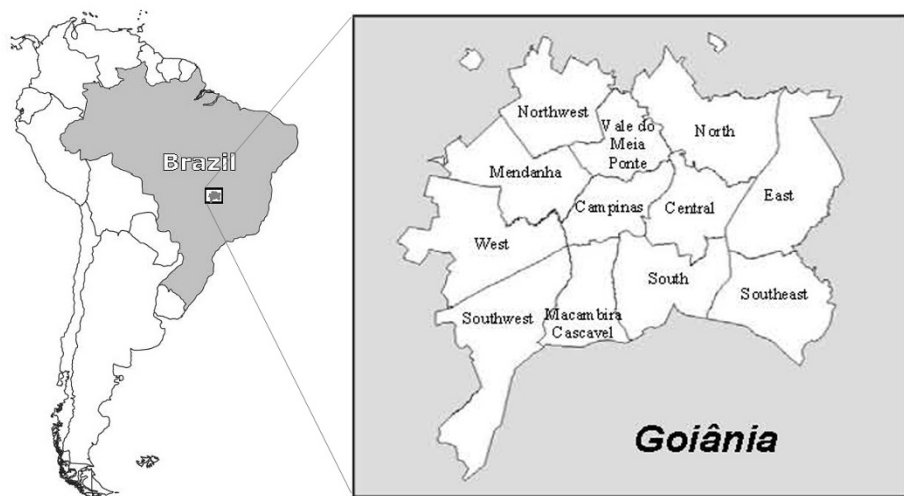 Brazil
Northwest
Vale do
Meia
Ponte
North
Mendanha
Campinas
Central
East
West
South
Southeast
Southwest
Macambira
Cascavel
Goiânia